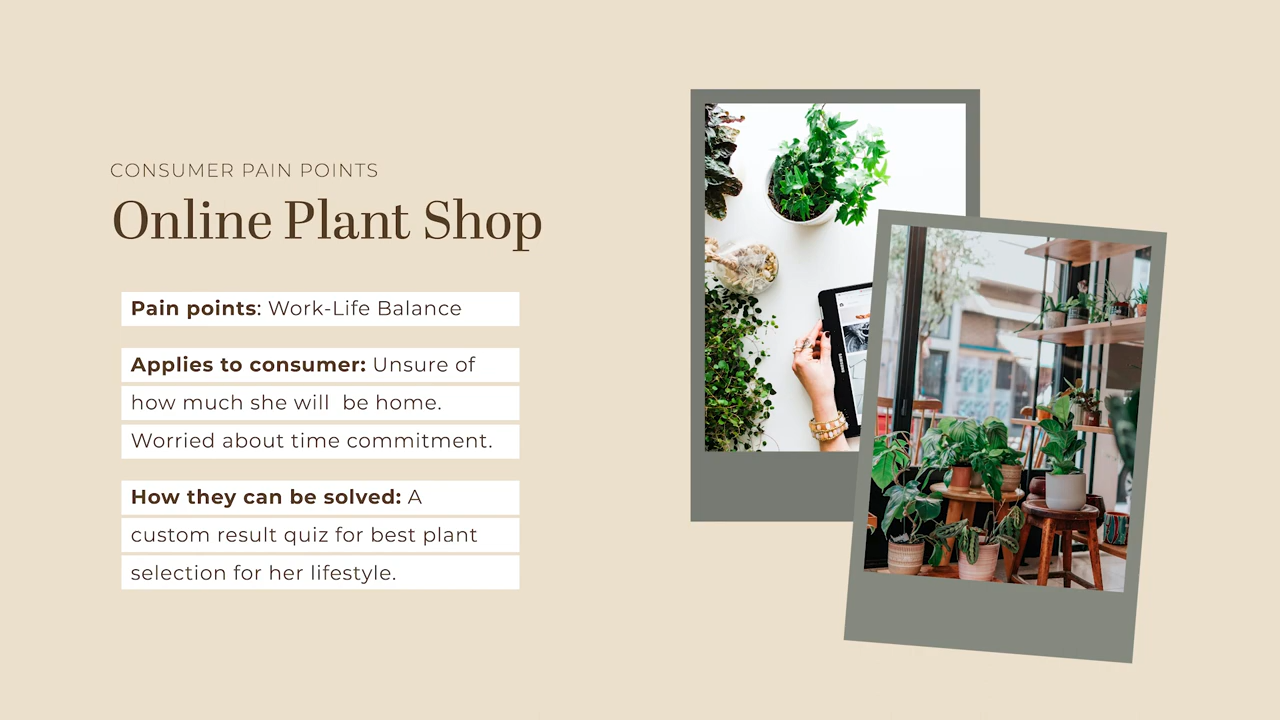 CONSUMER PAIN POINTS
Online Plant Shop
Pain points: Work-Life Balance
Applies to consumer: Unsure of
how much she will  be home.
Worried about time commitment.
How they can be solved: A
custom result quiz for best plant
selection for her lifestyle.
SAMSUNG